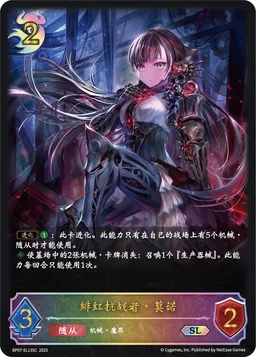 2
进化 1 ：此卡进化。此能力只有在自己的战场上有5个机械·
随从时才能使用。
使墓场中的2张机械·卡牌消失：召唤1个『生产器械』。此
能力每回合只能使用1次。
绯红抗战者·莫诺
3
随从
机械·魔界
SL
2
BP07-SL13SC 2025
© Cygames, Inc. Published by NetEase Games